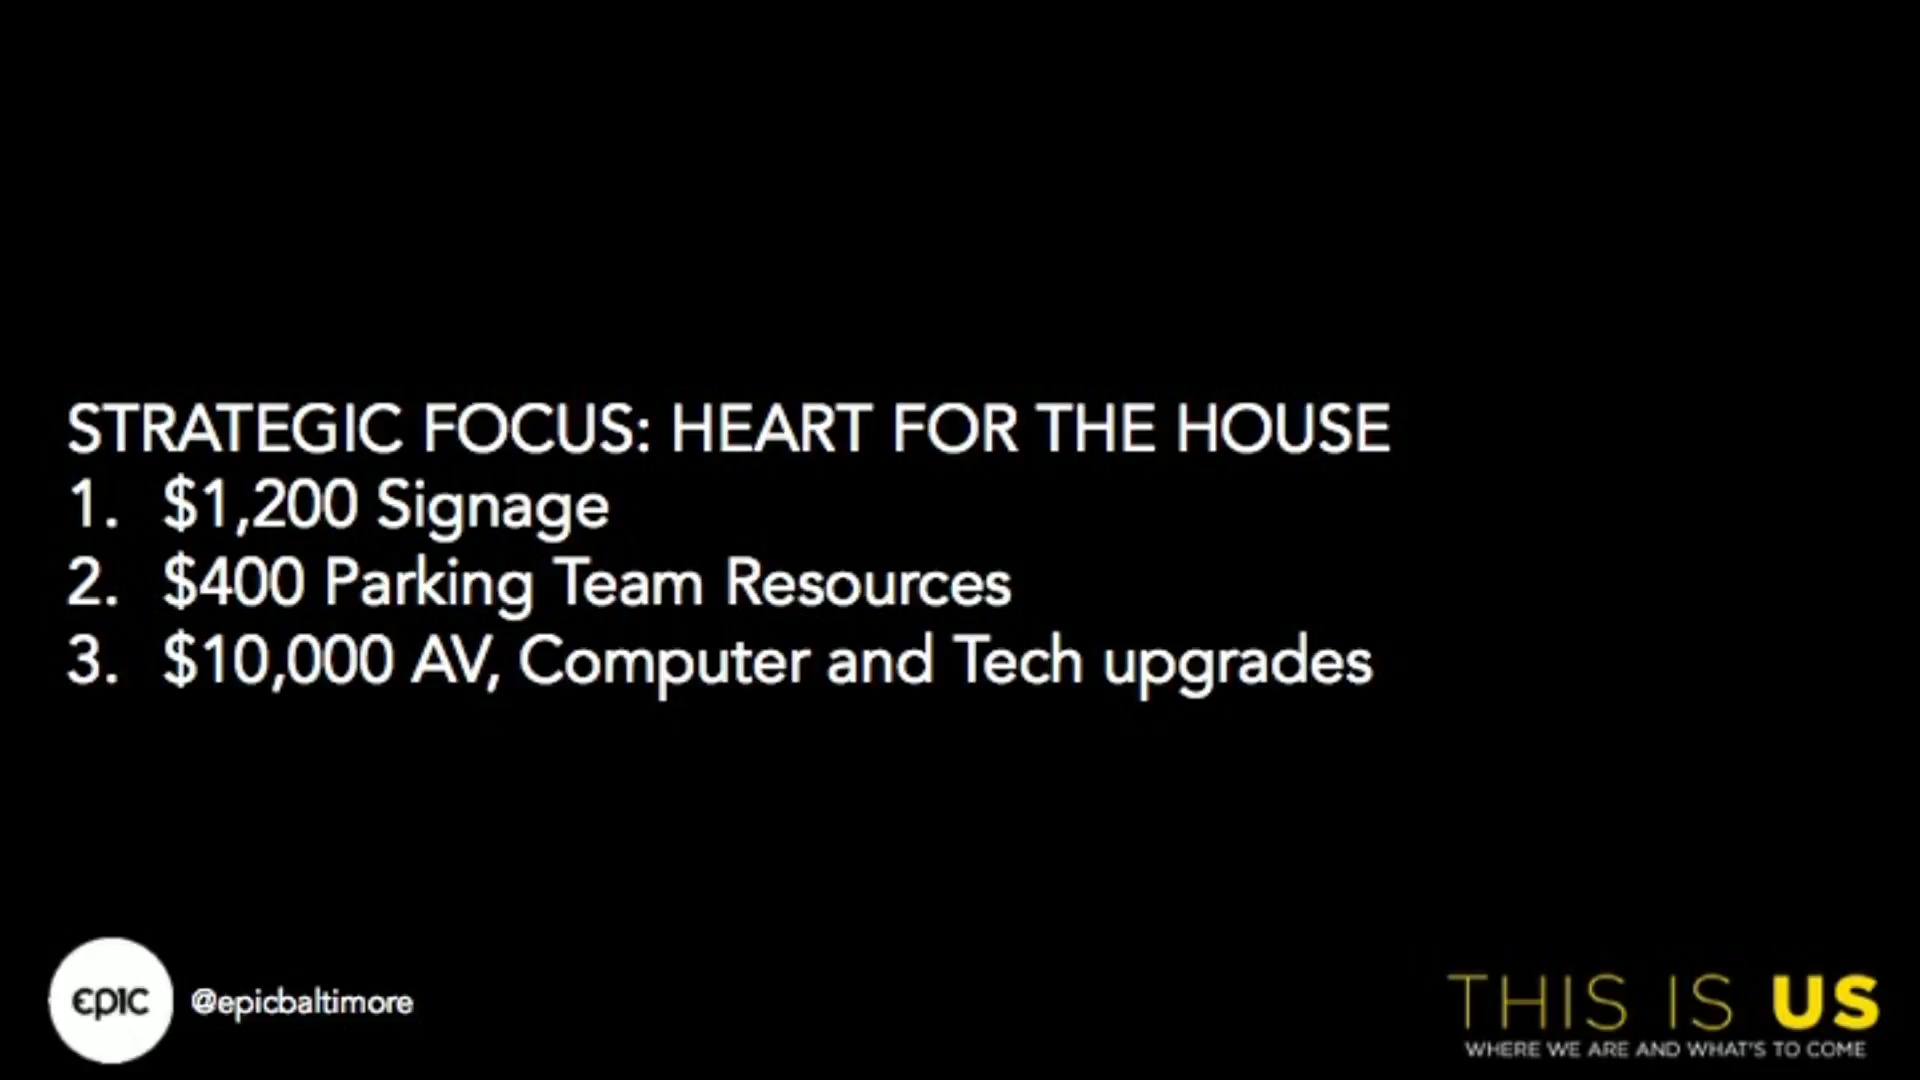 STRATEGIC FOCUS: HEART FOR THE HOUSE
1. $1,200 Signage
2. $400 Parking Team Resources
3. $10,000 AV, Computer and Tech upgrades
epic @epicbaltimore
THIS IS US
WHERE WE ARE AND WHAT'S TO COME